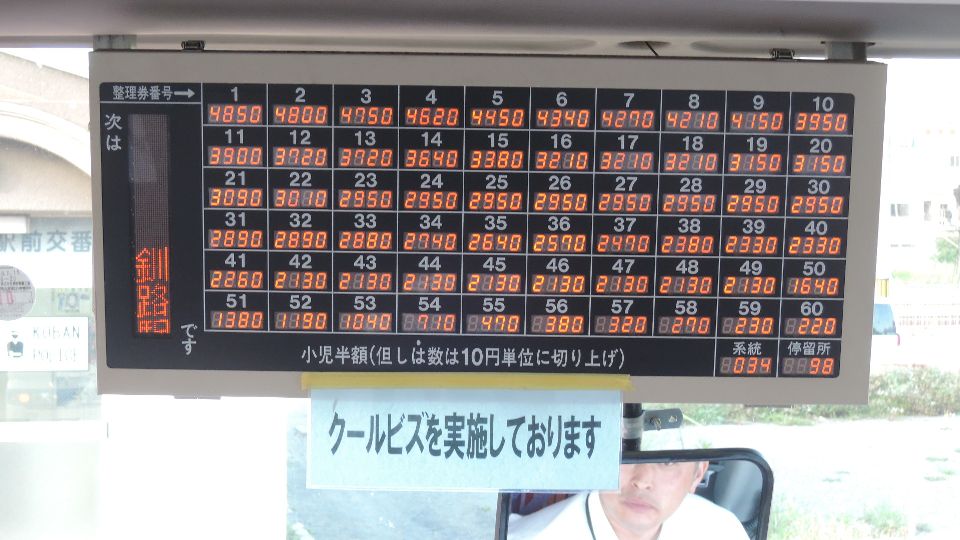 整理券番号→ 1 2 3 4 5 6 7 8 9 10
4850 4800 4750 4620 4450 4340 4270 4210 4150 3950
11 12 13 14 15 16 17 18 19 20
3900 3720 3720 3640 3380 3210 3210 3210 3150 3150
21 22 23 24 25 26 27 28 29 30
3090 3010 2950 2950 2950 2950 2950 2950 2950 2950
31 32 33 34 35 36 37 38 39 40
2890 2890 2880 2740 2640 2570 2470 2380 2330 2330
41 42 43 44 45 46 47 48 49 50
2260 2130 2130 2130 2130 2130 2130 2130 2130 1640
51 52 53 54 55 56 57 58 59 60
1380 1190 1040 710 470 380 320 270 230 220
次は
釧路駅
です
小児半額(但しは数は10円単位に切り上げ)
系統 停留所
034 98
クールビズを実施しております
駅前交番
KOBAN
POLICE